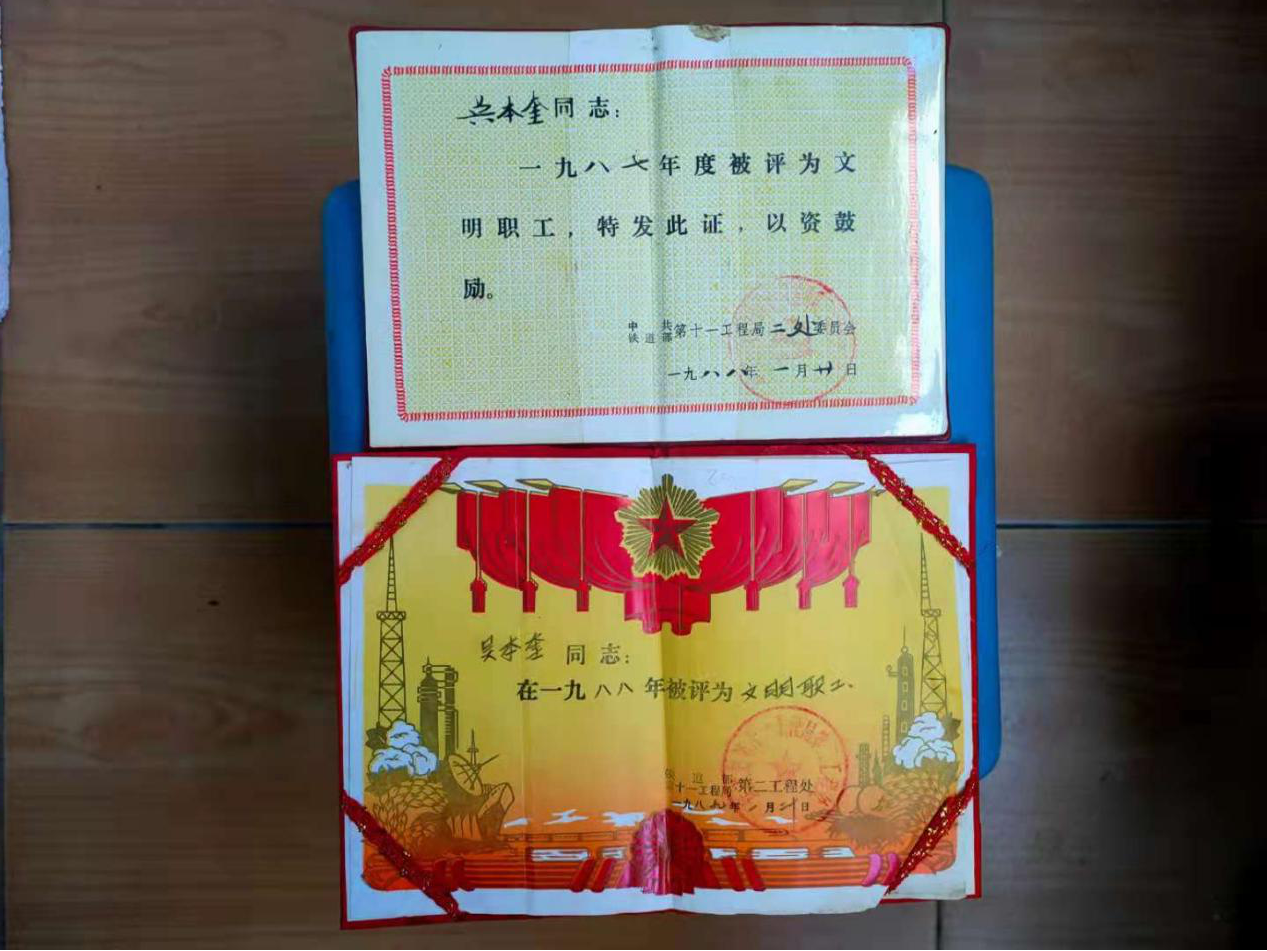 吴本奎同志：
一九八七年度被评为文
明职工，特发此证，以资鼓
励。
中共
铁道部第十一工程局二处委员会
一九八八年一月廿日
吴本奎同志：
在一九八八年被评为文明职工
铁道部
十一工程局第二工程处
一九八九年一月 日